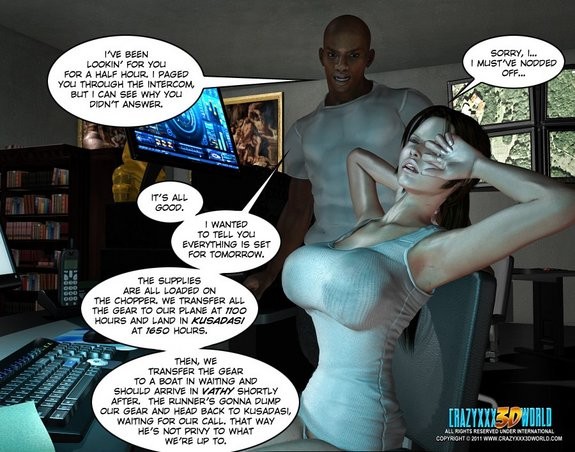 I'VE BEEN
LOOKIN' FOR YOU
FOR A HALF HOUR. I PAGED
YOU THROUGH THE INTERCOM,
BUT I CAN SEE WHY YOU
DIDN'T ANSWER.
SORRY, I...
I MUST'VE NODDED
OFF...
IT'S ALL
GOOD.
I WANTED
TO TELL YOU
EVERYTHING IS SET
FOR TOMORROW.
THE SUPPLIES
ARE ALL LOADED ON
THE CHOPPER. WE TRANSFER ALL
THE GEAR TO OUR PLANE AT 1100
HOURS AND LAND IN KUSADASI
AT 1650 HOURS.
THEN, WE
TRANSFER THE GEAR
TO A BOAT IN WAITING AND
SHOULD ARRIVE IN VATHY SHORTLY
AFTER. THE RUNNER'S GONNA DUMP
OUR GEAR AND HEAD BACK TO KUSADASI,
WAITING FOR OUR CALL. THAT WAY
HE'S NOT PRIVY TO WHAT
WE'RE UP TO.
CRAZYXXX3DWORLD
ALL RIGHTS RESERVED UNDER INTERNATIONAL
COPYRIGHT © 2011 WWW.CRAZYXXX3DWORLD.COM